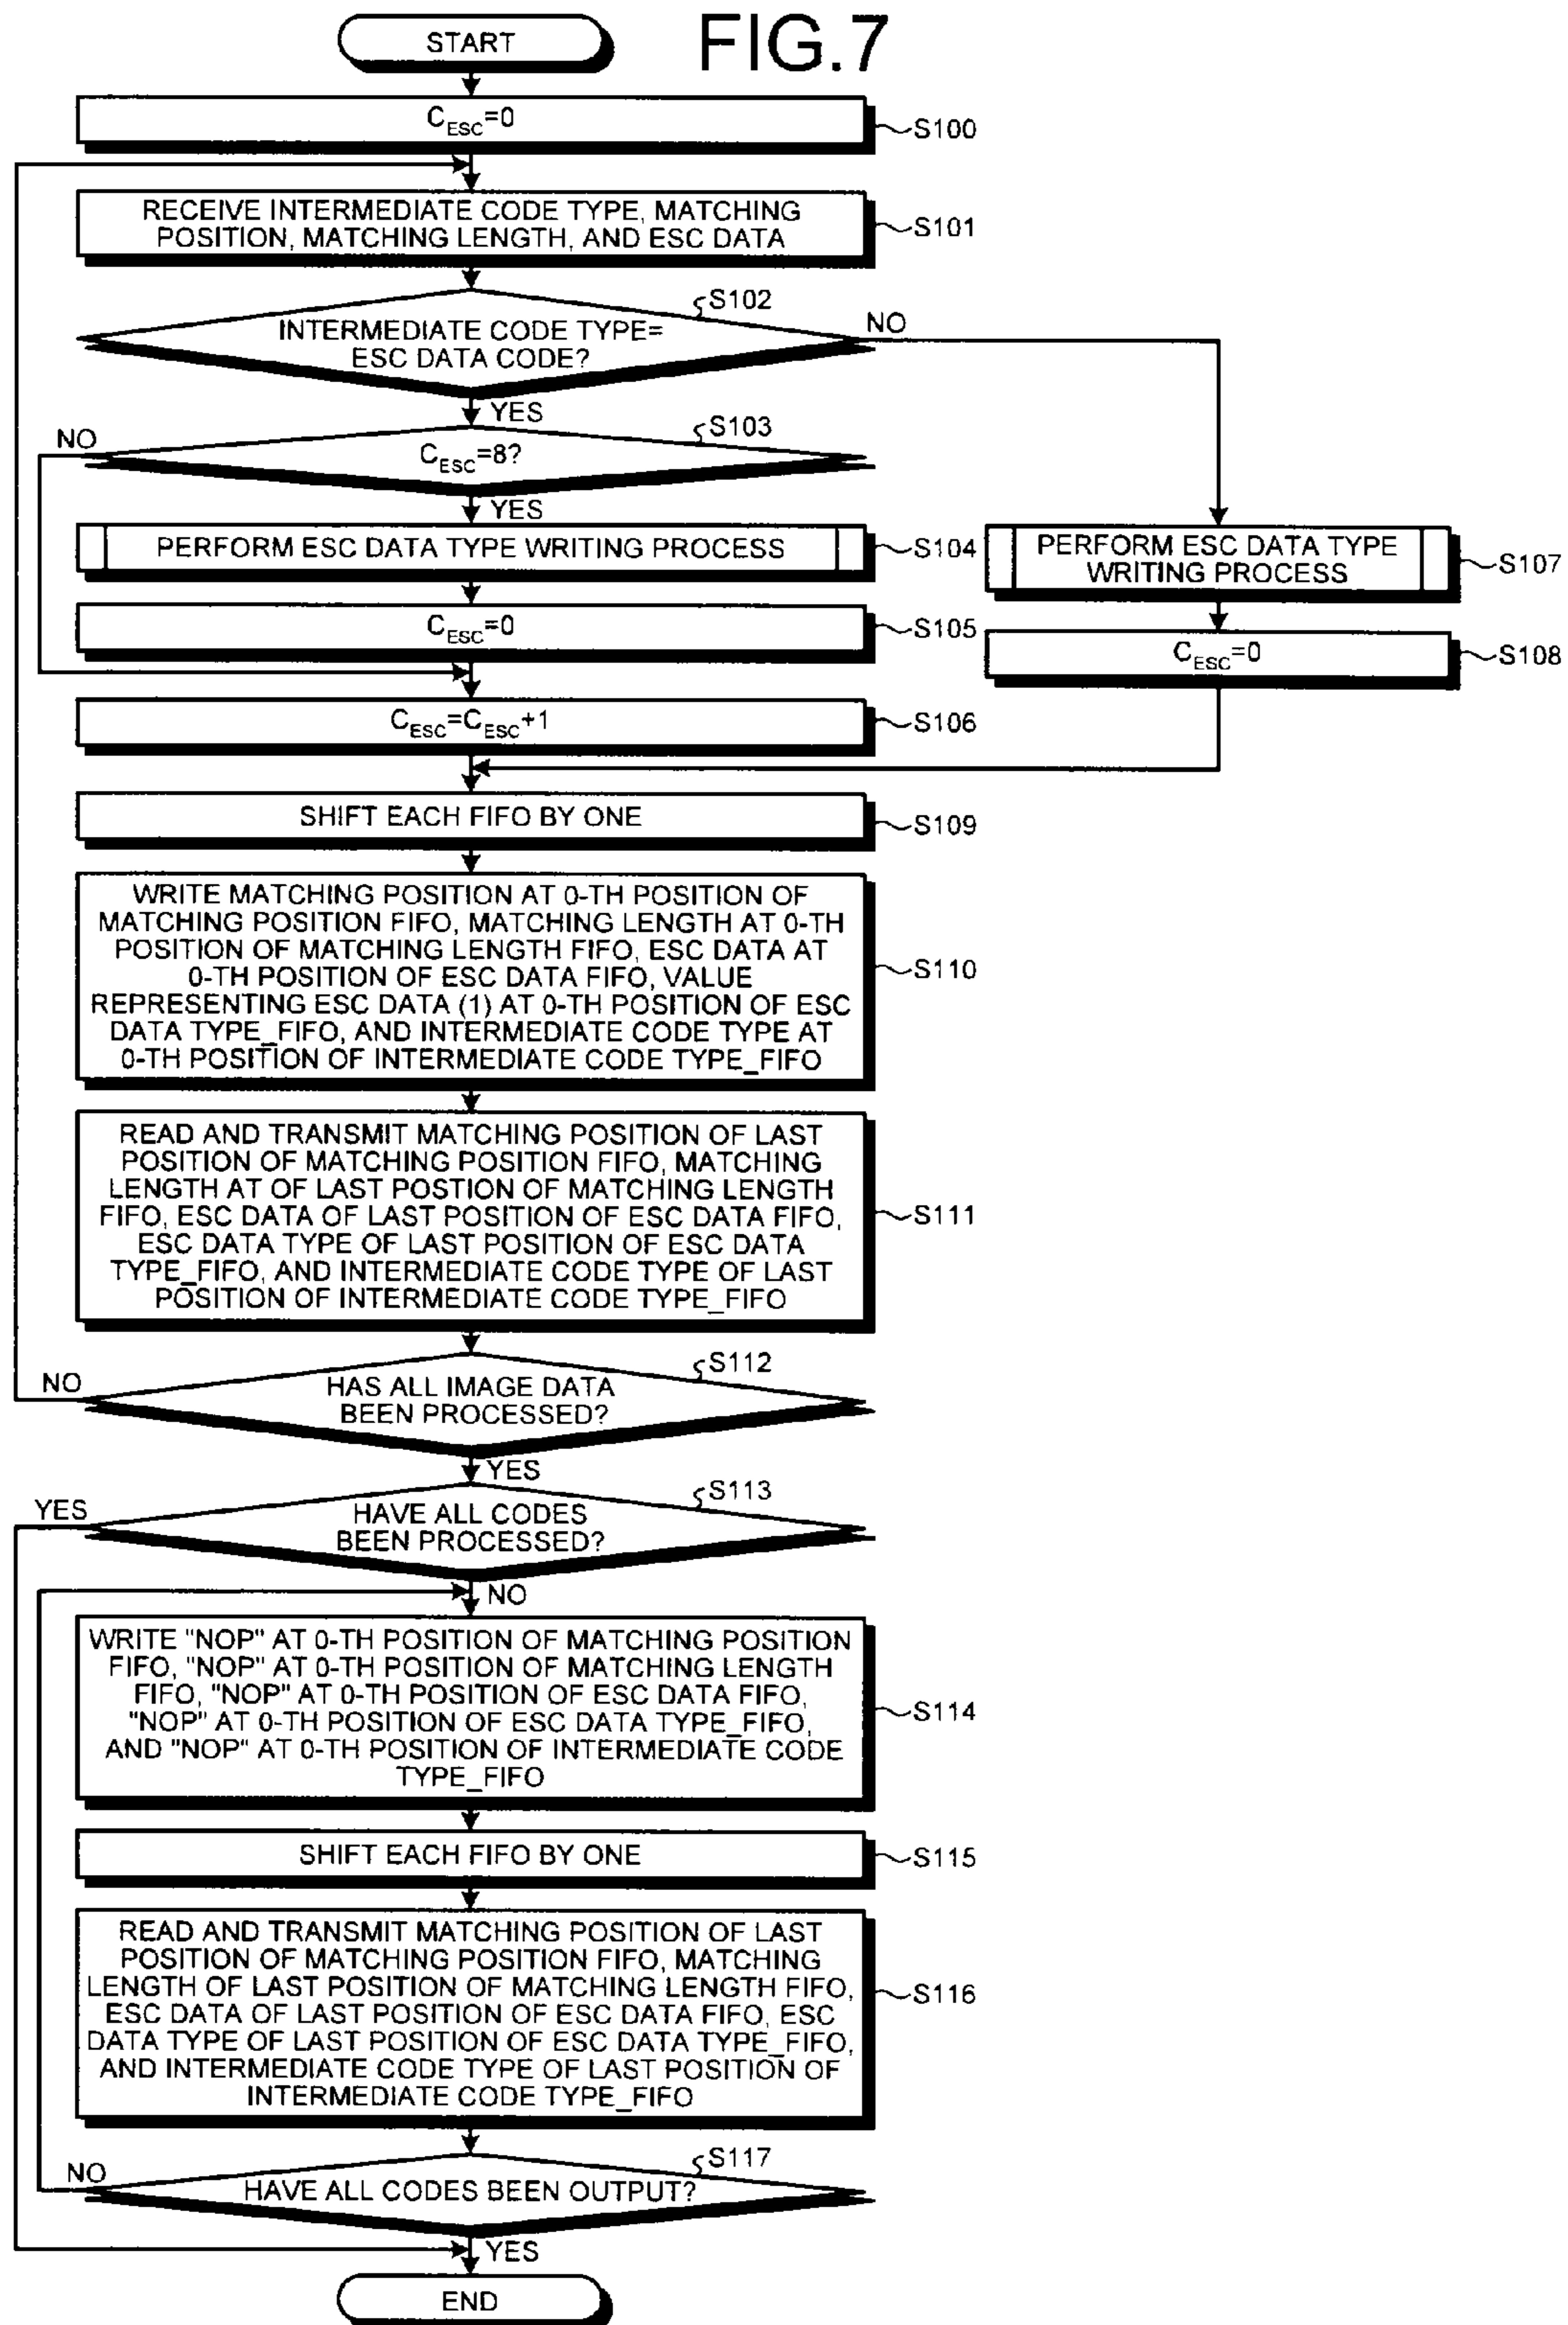 FIG.7
START
C_ESC=0
S100
RECEIVE INTERMEDIATE CODE TYPE, MATCHING
POSITION, MATCHING LENGTH, AND ESC DATA
S101
S102
INTERMEDIATE CODE TYPE=
ESC DATA CODE?
NO
YES
S103
NO
C_ESC=8?
YES
PERFORM ESC DATA TYPE WRITING PROCESS
S104
PERFORM ESC DATA TYPE
WRITING PROCESS
S107
C_ESC=0
S105
C_ESC=0
S108
C_ESC=C_ESC+1
S106
SHIFT EACH FIFO BY ONE
S109
WRITE MATCHING POSITION AT 0-TH POSITION OF
MATCHING POSITION FIFO, MATCHING LENGTH AT 0-TH
POSITION OF MATCHING LENGTH FIFO, ESC DATA AT
0-TH POSITION OF ESC DATA FIFO, VALUE
REPRESENTING ESC DATA (1) AT 0-TH POSITION OF ESC
DATA TYPE_FIFO, AND INTERMEDIATE CODE TYPE AT
0-TH POSITION OF INTERMEDIATE CODE TYPE_FIFO
S110
READ AND TRANSMIT MATCHING POSITION OF LAST
POSITION OF MATCHING POSITION FIFO, MATCHING
LENGTH AT OF LAST POSTION OF MATCHING LENGTH
FIFO, ESC DATA OF LAST POSITION OF ESC DATA FIFO,
ESC DATA TYPE OF LAST POSITION OF ESC DATA
TYPE_FIFO, AND INTERMEDIATE CODE TYPE OF LAST
POSITION OF INTERMEDIATE CODE TYPE_FIFO
S111
S112
NO
HAS ALL IMAGE DATA
BEEN PROCESSED?
YES
S113
YES
HAVE ALL CODES
BEEN PROCESSED?
NO
WRITE "NOP" AT 0-TH POSITION OF MATCHING POSITION
FIFO, "NOP" AT 0-TH POSITION OF MATCHING LENGTH
FIFO, "NOP" AT 0-TH POSITION OF ESC DATA FIFO,
"NOP" AT 0-TH POSITION OF ESC DATA TYPE_FIFO,
AND "NOP" AT 0-TH POSITION OF INTERMEDIATE CODE
TYPE_FIFO
S114
SHIFT EACH FIFO BY ONE
S115
READ AND TRANSMIT MATCHING POSITION OF LAST
POSITION OF MATCHING POSITION FIFO, MATCHING
LENGTH OF LAST POSITION OF MATCHING LENGTH FIFO,
ESC DATA OF LAST POSITION OF ESC DATA FIFO, ESC
DATA TYPE OF LAST POSITION OF ESC DATA TYPE_FIFO,
AND INTERMEDIATE CODE TYPE OF LAST POSITION OF
INTERMEDIATE CODE TYPE_FIFO
S116
S117
NO
HAVE ALL CODES BEEN OUTPUT?
YES
END